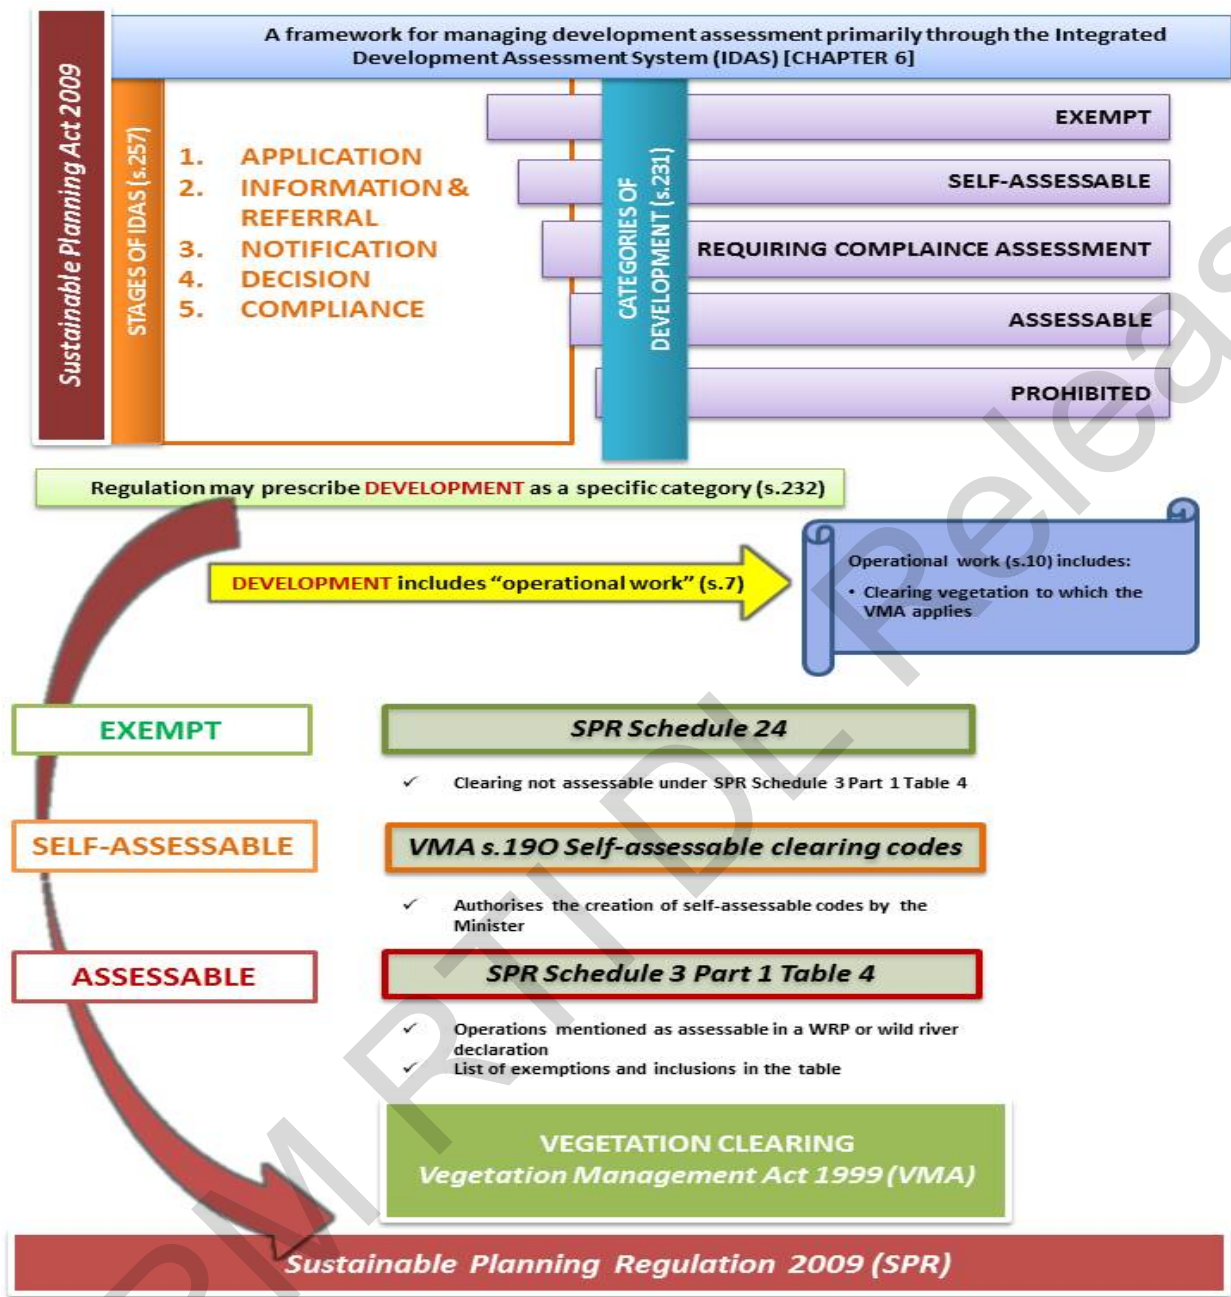 A framework for managing development assessment primarily through the Integrated
Development Assessment System (IDAS) [CHAPTER 6]
Sustainable Planning Act 2009
STAGES OF IDAS (s.257)
1. APPLICATION
2. INFORMATION &
REFERRAL
3. NOTIFICATION
4. DECISION
5. COMPLIANCE
CATEGORIES OF
DEVELOPMENT (s.231)
EXEMPT
SELF-ASSESSABLE
REQUIRING COMPLAINCE ASSESSMENT
ASSESSABLE
PROHIBITED
Regulation may prescribe DEVELOPMENT as a specific category (s.232)
DEVELOPMENT includes “operational work” (s.7)
Operational work (s.10) includes:
• Clearing vegetation to which the
VMA applies
EXEMPT
SPR Schedule 24
✓ Clearing not assessable under SPR Schedule 3 Part 1 Table 4
SELF-ASSESSABLE
VMA s.19O Self-assessable clearing codes
✓ Authorises the creation of self-assessable codes by the
Minister
ASSESSABLE
SPR Schedule 3 Part 1 Table 4
✓ Operations mentioned as assessable in a WRP or wild river
declaration
✓ List of exemptions and inclusions in the table
VEGETATION CLEARING
Vegetation Management Act 1999 (VMA)
Sustainable Planning Regulation 2009 (SPR)
RTI DL Releas